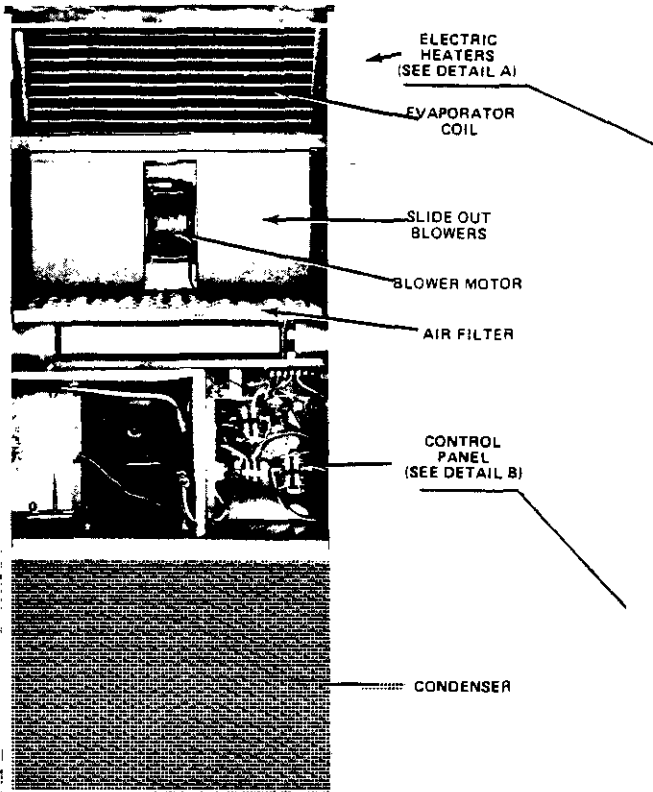 ELECTRIC
HEATERS
(SEE DETAIL A)
EVAPORATOR
COIL
SLIDE OUT
BLOWERS
BLOWER MOTOR
AIR FILTER
CONTROL
PANEL
(SEE DETAIL B)
CONDENSER